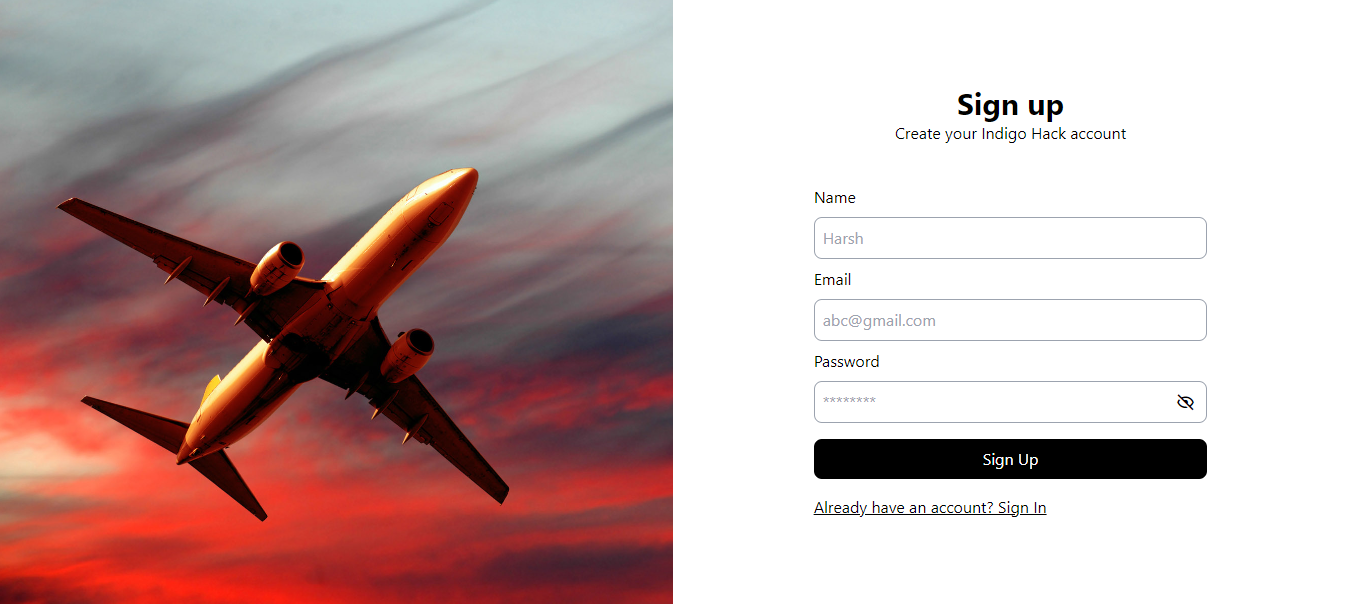 Sign up
Create your Indigo Hack account
Name
Harsh
Email
abc@gmail.com
Password
********
Sign Up
Already have an account? Sign In